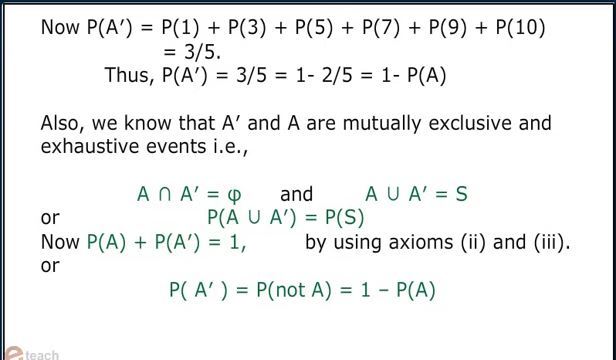 Now P(A′) = P(1) + P(3) + P(5) + P(7) + P(9) + P(10)
= 3/5.
Thus, P(A′) = 3/5 = 1- 2/5 = 1- P(A)
Also, we know that A′ and A are mutually exclusive and
exhaustive events i.e.,
A ∩ A′ = φ and A ∪ A′ = S
or P(A ∪ A′) = P(S)
Now P(A) + P(A′) = 1, by using axioms (ii) and (iii).
or
P( A′ ) = P(not A) = 1 – P(A)
e teach